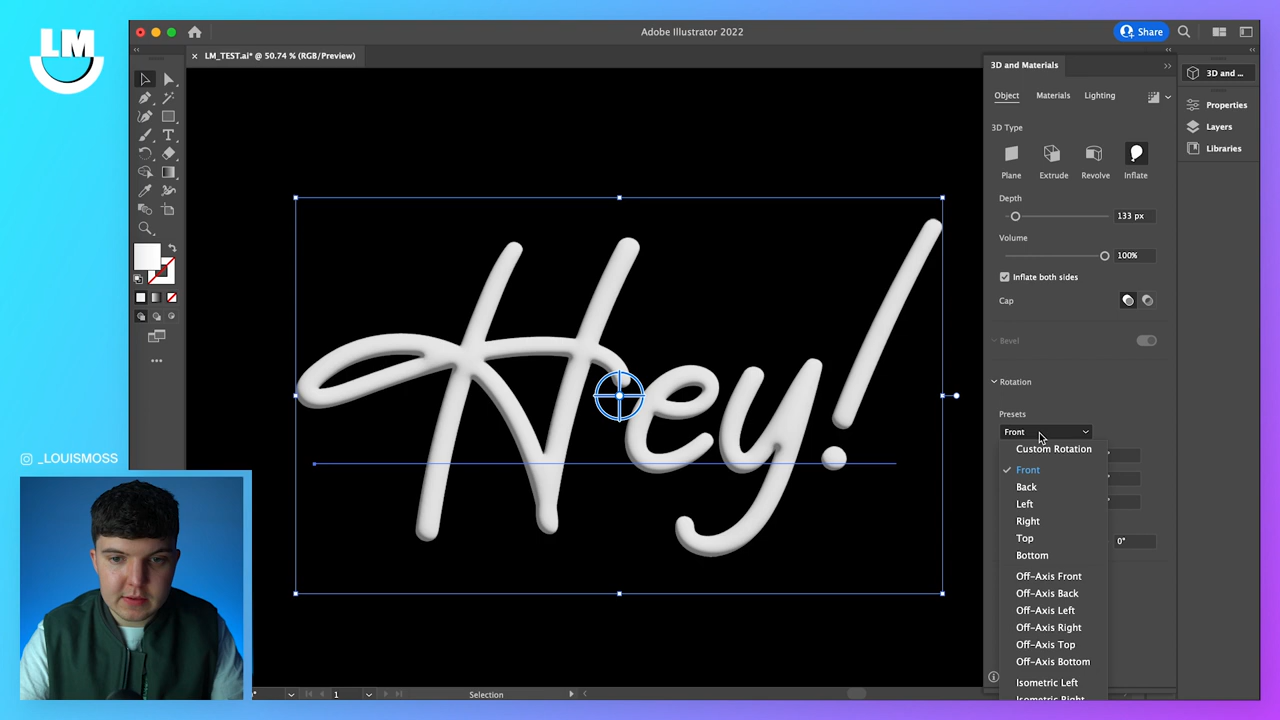 LM
Adobe Illustrator 2022
Share
LM_TEST.ai* @ 50.74 % (RGB/Preview)
3D and Materials
3D and ...
Object Materials Lighting
Properties
Layers
Libraries
3D Type
Plane Extrude Revolve Inflate
Depth
133 px
Volume
100%
Inflate both sides
Cap
Bevel
Rotation
Presets
Front
Custom Rotation
Front
Back
Left
Right
Top
Bottom
0°
Off-Axis Front
Off-Axis Back
Off-Axis Left
Off-Axis Right
Off-Axis Top
Off-Axis Bottom
Isometric Left
Isometric Right
Hey!
_LOUISMOSS
1
Selection